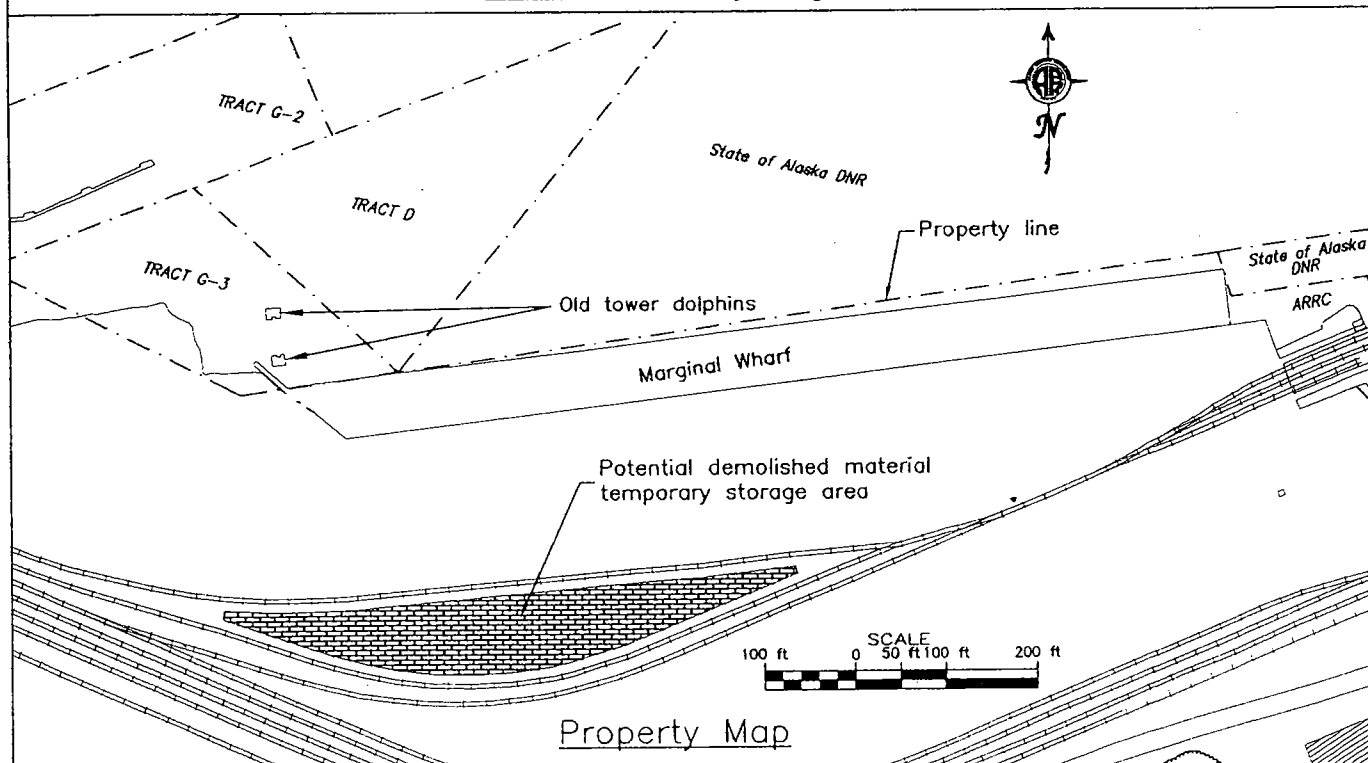 TRACT G-2
N
State of Alaska DNR
TRACT D
Property line
TRACT G-3
State of Alaska
DNR
ARRC
Old tower dolphins
Marginal Wharf
Potential demolished material
temporary storage area
SCALE
100 ft 0 50 ft 100 ft 200 ft
Property Map